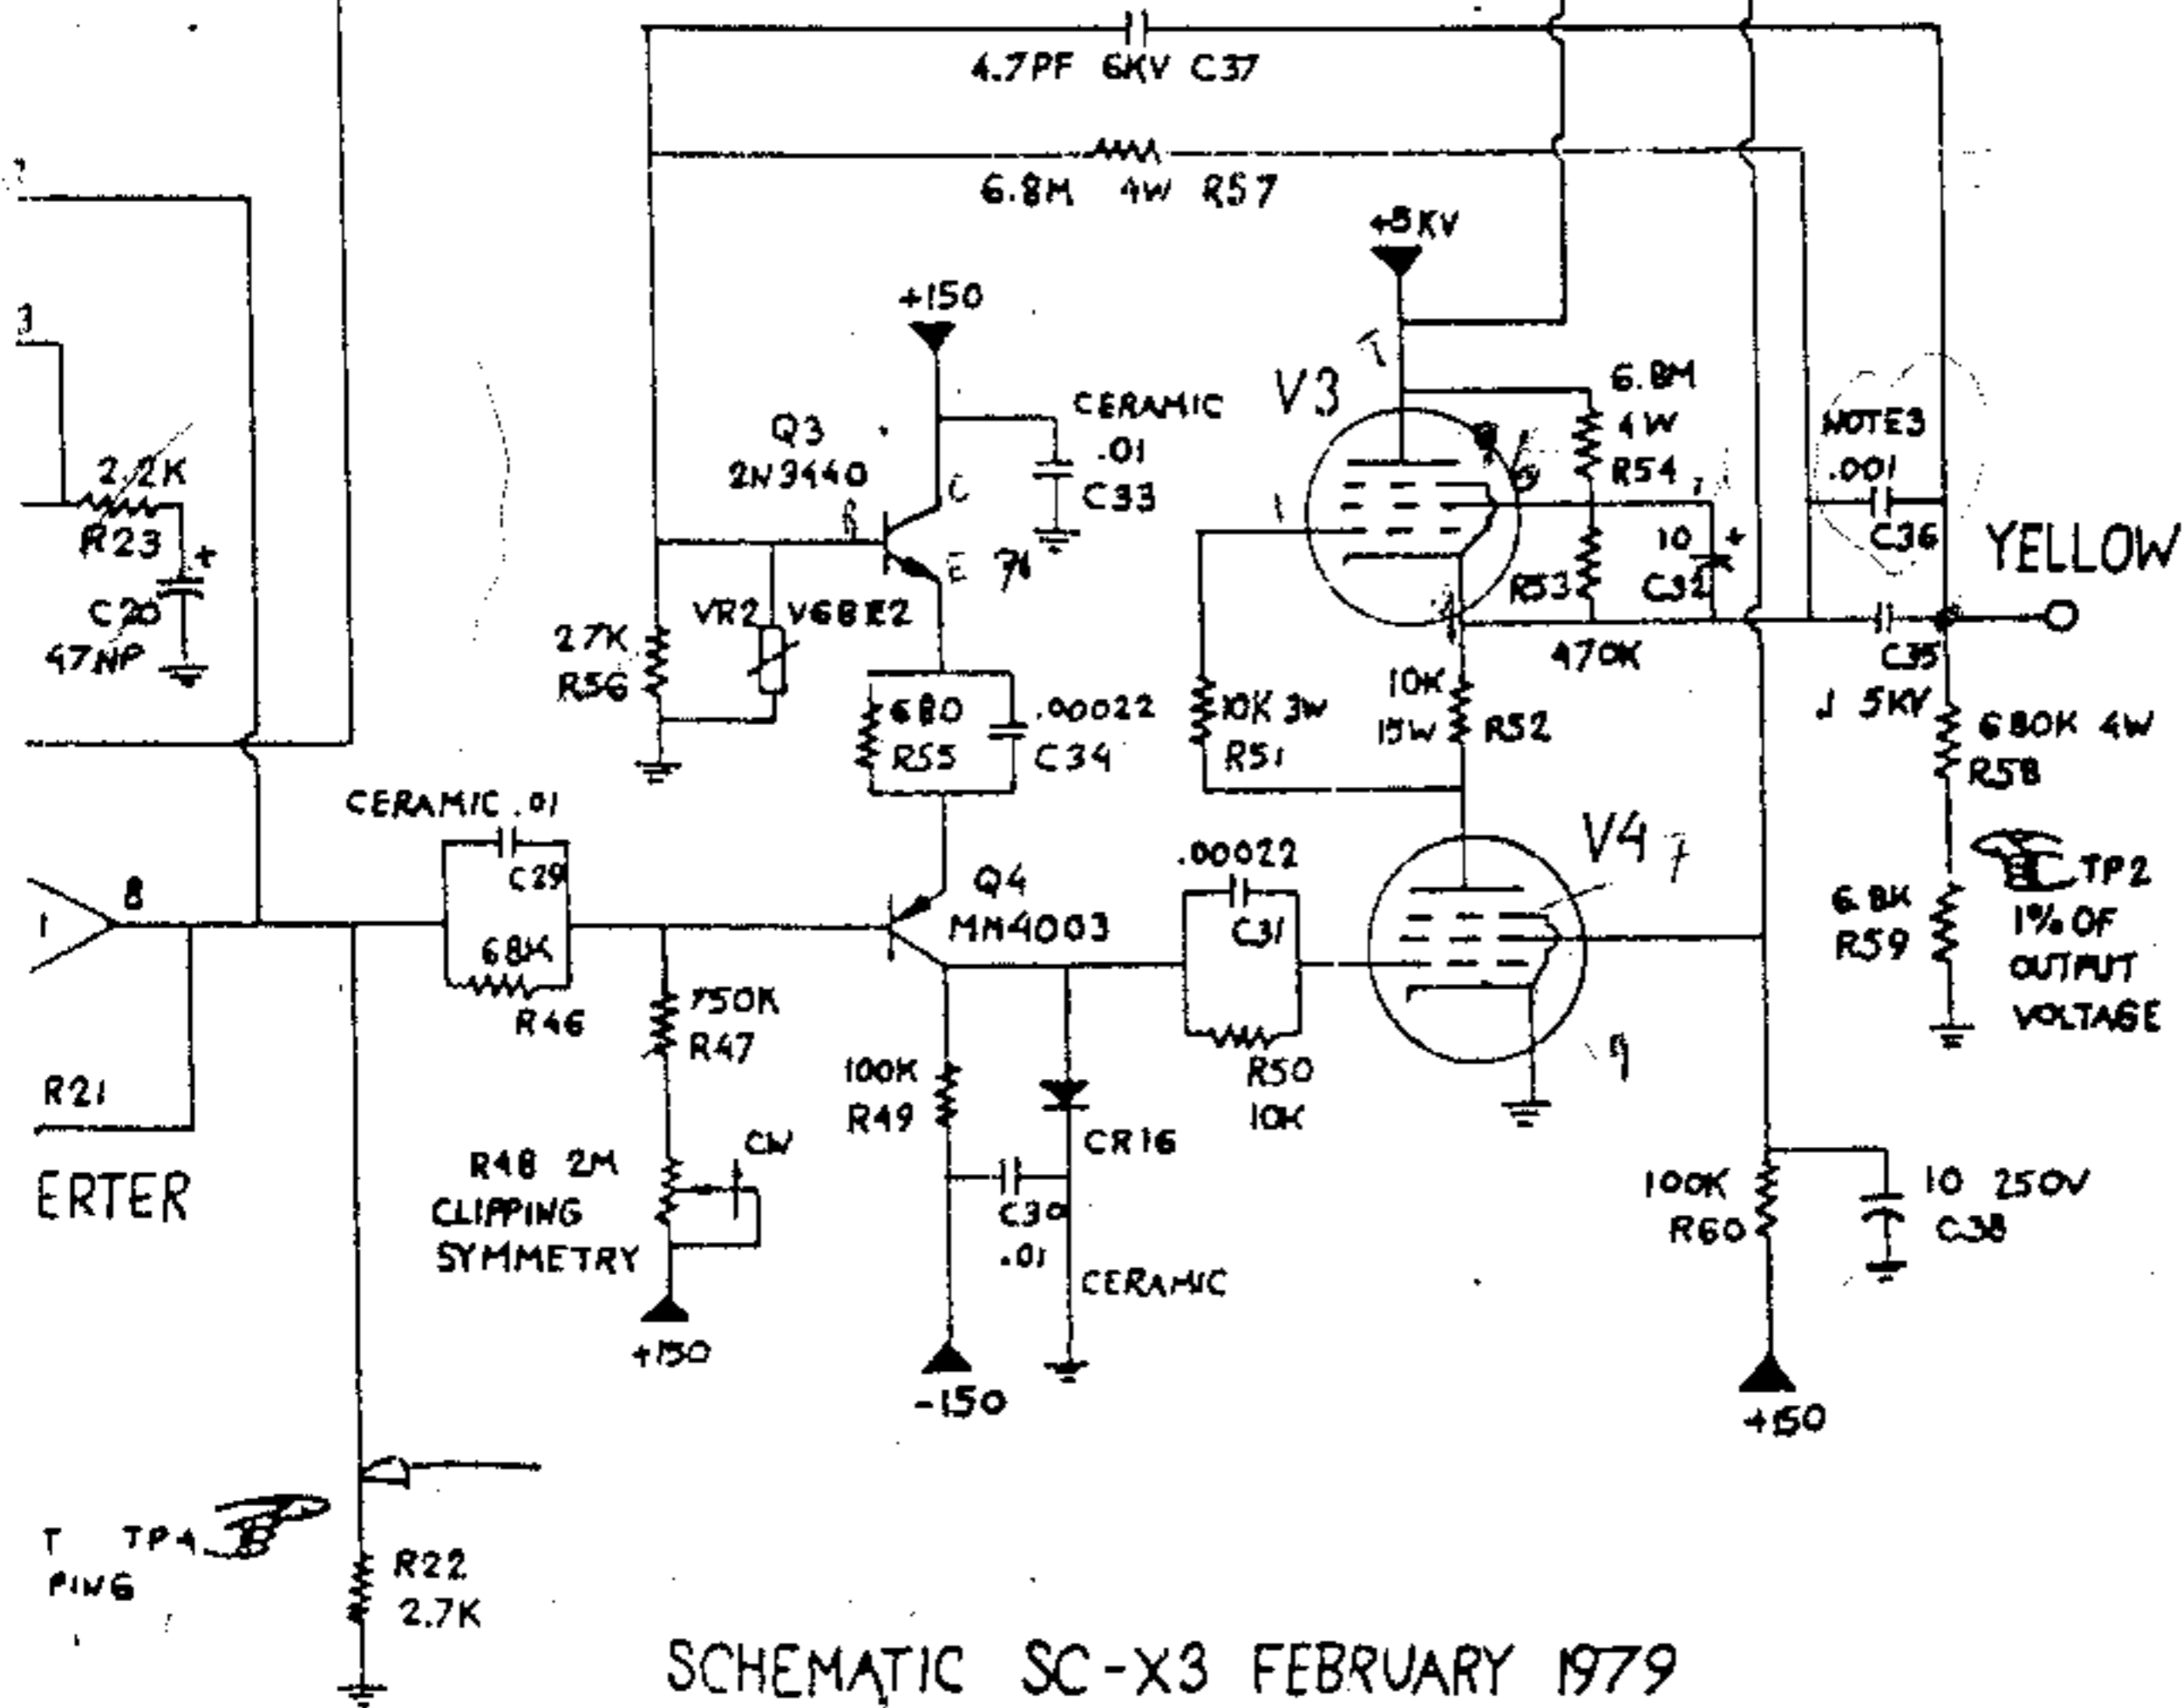 4.7PF 6KV C37
6.8M 4W R57
+5KV
+150
V3
6.8M
4W
R54
CERAMIC
.01
C33
Q3
2N3440
B
C
E
NOTE3
.001
C36
2.2K
R23
+
C20
47NP
10 +
C32
R53
470K
YELLOW
C35
.1 5KV
VR2 V68E2
27K
R56
680
R55
.00022
C34
10K 3W
R51
10K
15W R52
680K 4W
R58
CERAMIC .01
C29
8
1
68K
R46
Q4
MM4003
.00022
C31
V4 7
TP2
1% OF
OUTPUT
VOLTAGE
6.8K
R59
750K
R47
100K
R49
R50
10K
9
R21
ERTER
R48 2M
CLIPPING
SYMMETRY
CW
CR16
C30
.01
CERAMIC
100K
R60
10 250V
C38
+150
-150
+150
T TP4
PING
R22
2.7K
SCHEMATIC SC-X3 FEBRUARY 1979